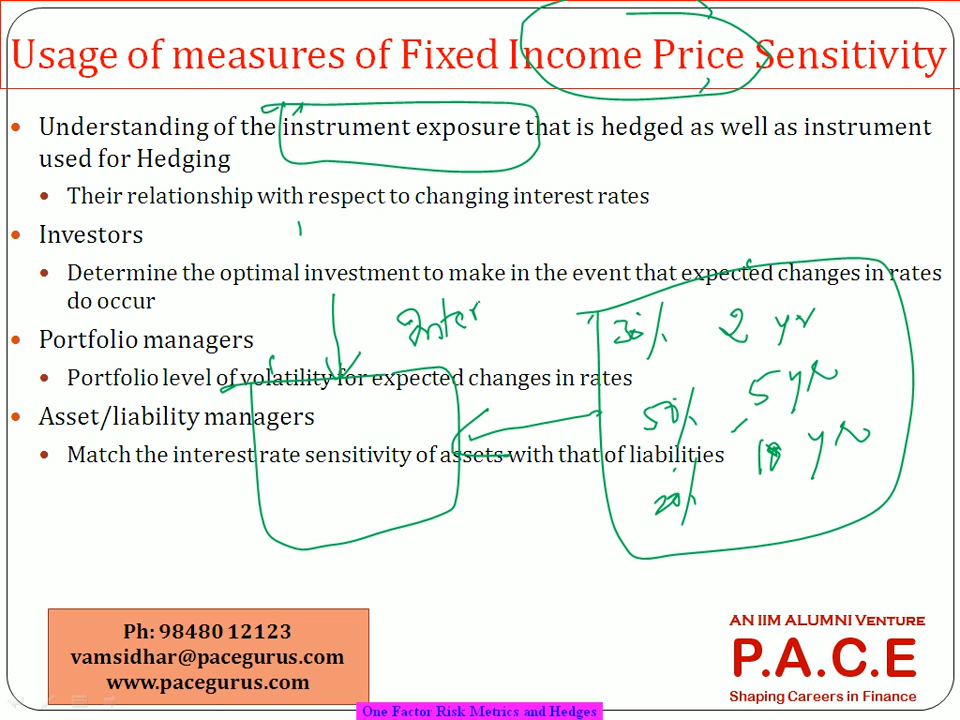 Usage of measures of Fixed Income Price Sensitivity
• Understanding of the instrument exposure that is hedged as well as instrument
used for Hedging
• Their relationship with respect to changing interest rates
• Investors
• Determine the optimal investment to make in the event that expected changes in rates
do occur
• Portfolio managers
• Portfolio level of volatility for expected changes in rates
• Asset/liability managers
• Match the interest rate sensitivity of assets with that of liabilities
Inter
30% 2 yr
50% 5 yr
20% 10 yr
Ph: 98480 12123
vamsidhar@pacegurus.com
www.pacegurus.com
AN IIM ALUMNI VENTURE
P.A.C.E
Shaping Careers in Finance
One Factor Risk Metrics and Hedges